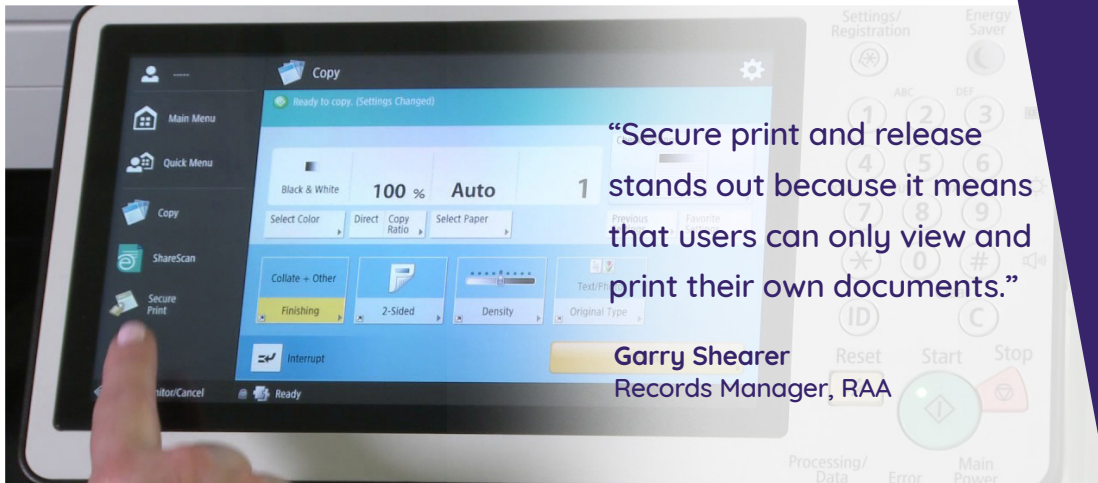 Settings/
Registration
Energy
Saver
-----
Copy
Ready to copy. (Settings Changed)
Main Menu
Quick Menu
Copy
ShareScan
Secure
Print
Black & White
100 %
Auto
1
Select Color
Direct
Copy
Ratio
Select Paper
Previous
Favorite
Collate + Other
Finishing
2-Sided
Density
Original Type
Interrupt
Ready
“Secure print and release
stands out because it means
that users can only view and
print their own documents.”
Garry Shearer
Records Manager, RAA
ABC
DEF
1
2
3
4
5
6
7
8
9
0
#
ID
C
Reset
Start
Stop
Processing/
Data
Error
Main
Power